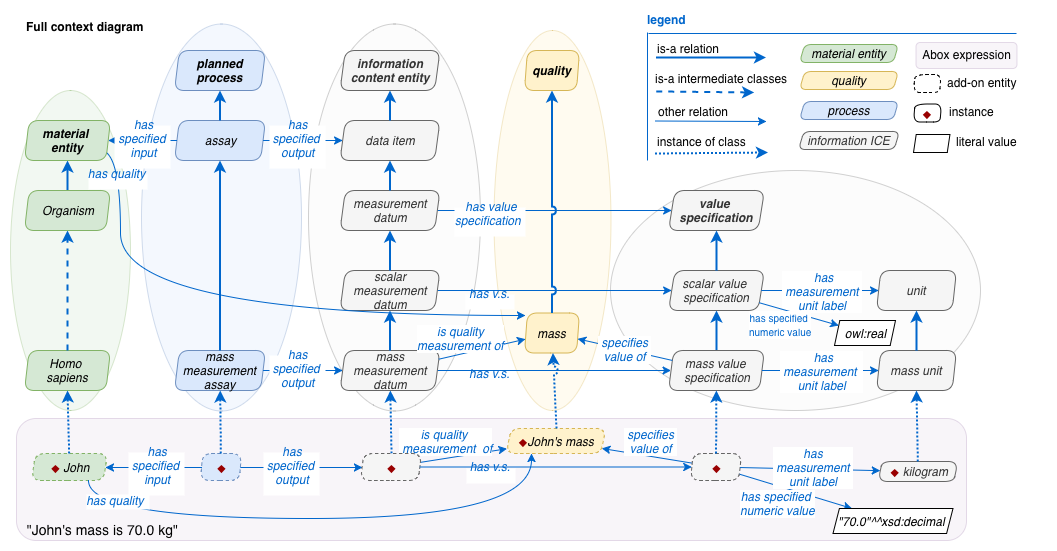 Full context diagram
legend
is-a relation
is-a intermediate classes
other relation
instance of class
material entity
quality
process
information ICE
Abox expression
add-on entity
instance
literal value
planned
process
information
content entity
quality
material
entity
has
specified
input
assay
has
specified
output
data item
has quality
Organism
measurement
datum
has value
specification
value
specification
scalar
measurement
datum
has v.s.
scalar value
specification
has
measurement
unit label
unit
has specified
numeric value
owl:real
mass
is quality
measurement of
specifies
value of
Homo
sapiens
mass
measurement
assay
has
specified
output
mass
measurement
datum
has v.s.
mass value
specification
has
measurement
unit label
mass unit
John
has
specified
input
has
specified
output
is quality
measurement of
John's mass
has v.s.
specifies
value of
has
measurement
unit label
kilogram
has quality
has specified
numeric value
"70.0"^^xsd:decimal
"John's mass is 70.0 kg"